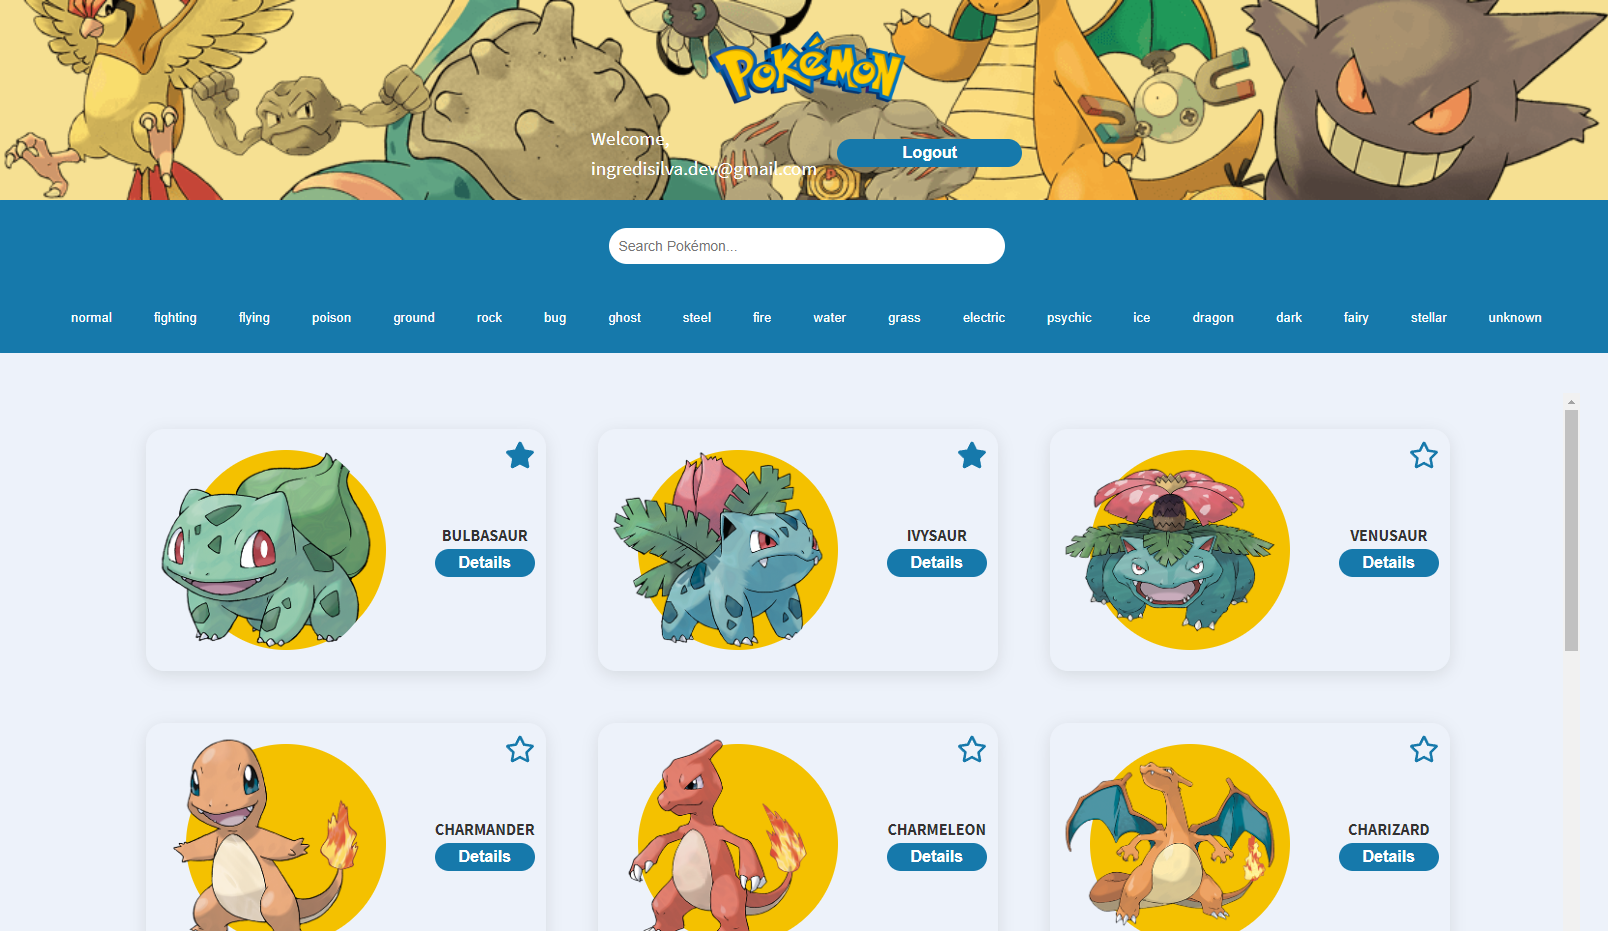 POKéMON
Welcome,
ingredisilva.dev@gmail.com
Logout
Search Pokémon...
normal fighting flying poison ground rock bug ghost steel fire water grass electric psychic ice dragon dark fairy stellar unknown
BULBASAUR
Details
IVYSAUR
Details
VENUSAUR
Details
CHARMANDER
Details
CHARMELEON
Details
CHARIZARD
Details